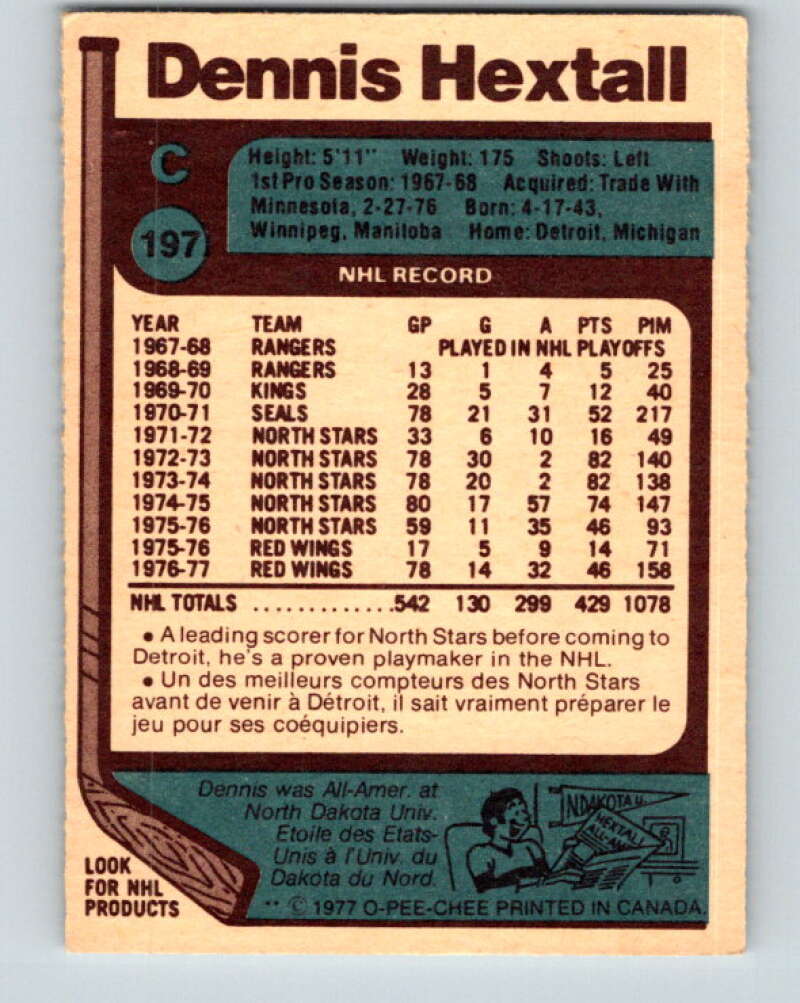 Dennis Hextall
C
197
Height: 5'11" Weight: 175 Shoots: Left
1st Pro Season: 1967-68 Acquired: Trade With
Minnesota, 2-27-76 Born: 4-17-43,
Winnipeg, Manitoba Home: Detroit, Michigan
NHL RECORD
YEAR TEAM GP G A PTS PIM
1967-68 RANGERS PLAYED IN NHL PLAYOFFS
1968-69 RANGERS 13 1 4 5 25
1969-70 KINGS 28 5 7 12 40
1970-71 SEALS 78 21 31 52 217
1971-72 NORTH STARS 33 6 10 16 49
1972-73 NORTH STARS 78 30 2 82 140
1973-74 NORTH STARS 78 20 2 82 138
1974-75 NORTH STARS 80 17 57 74 147
1975-76 NORTH STARS 59 11 35 46 93
1975-76 RED WINGS 17 5 9 14 71
1976-77 RED WINGS 78 14 32 46 158
NHL TOTALS .............542 130 299 429 1078
• A leading scorer for North Stars before coming to
Detroit, he's a proven playmaker in the NHL.
• Un des meilleurs compteurs des North Stars
avant de venir à Détroit, il sait vraiment préparer le
jeu pour ses coéquipiers.
Dennis was All-Amer. at
North Dakota Univ.
Etoile des Etats-
Unis à l'Univ. du
Dakota du Nord.
N. DAKOTA U.
HEXTALL
ALL-AM
LOOK
FOR NHL
PRODUCTS
** © 1977 O-PEE-CHEE PRINTED IN CANADA.